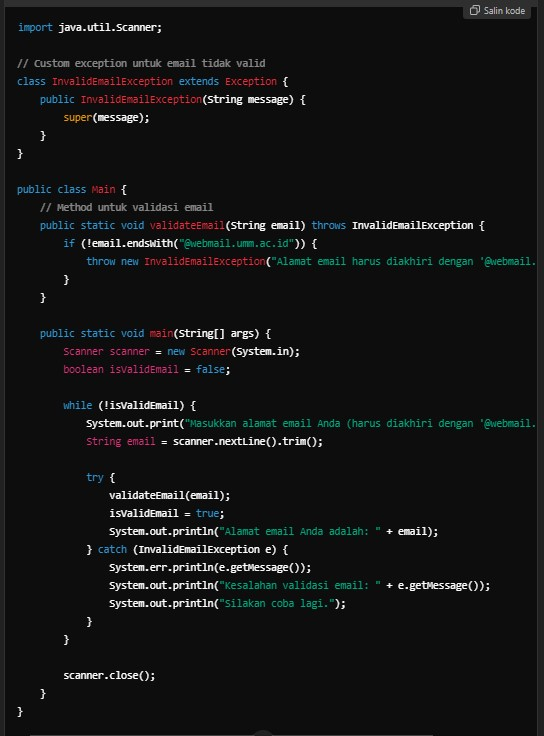 Salin kode
import java.util.Scanner;
// Custom exception untuk email tidak valid
class InvalidEmailException extends Exception {
    public InvalidEmailException(String message) {
        super(message);
    }
}
public class Main {
    // Method untuk validasi email
    public static void validateEmail(String email) throws InvalidEmailException {
        if (!email.endsWith("@webmail.umm.ac.id")) {
            throw new InvalidEmailException("Alamat email harus diakhiri dengan '@webmail.
        }
    }
    public static void main(String[] args) {
        Scanner scanner = new Scanner(System.in);
        boolean isValidEmail = false;
        while (!isValidEmail) {
            System.out.print("Masukkan alamat email Anda (harus diakhiri dengan '@webmail.
            String email = scanner.nextLine().trim();
            try {
                validateEmail(email);
                isValidEmail = true;
                System.out.println("Alamat email Anda adalah: " + email);
            } catch (InvalidEmailException e) {
                System.err.println(e.getMessage());
                System.out.println("Kesalahan validasi email: " + e.getMessage());
                System.out.println("Silakan coba lagi.");
            }
        }
        scanner.close();
    }
}